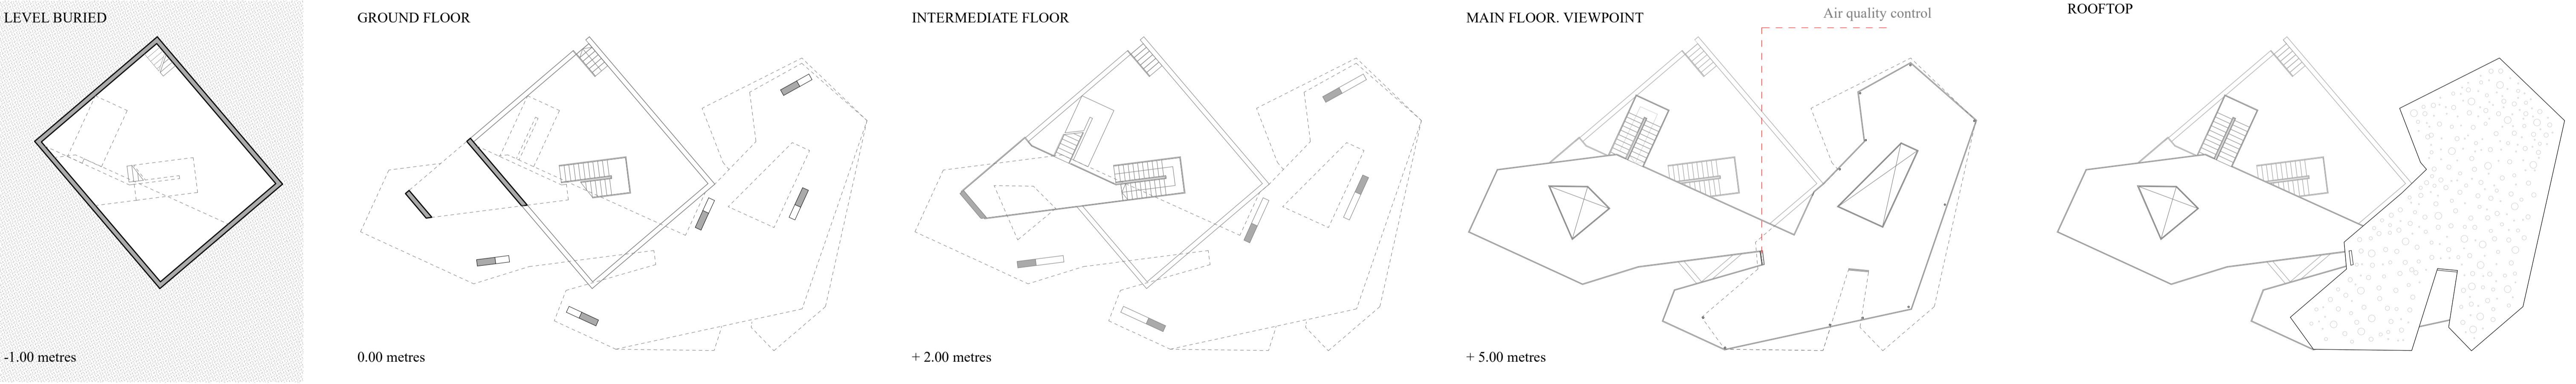 LEVEL BURIED
GROUND FLOOR
INTERMEDIATE FLOOR
MAIN FLOOR. VIEWPOINT
Air quality control
ROOFTOP
-1.00 metres
0.00 metres
+ 2.00 metres
+ 5.00 metres